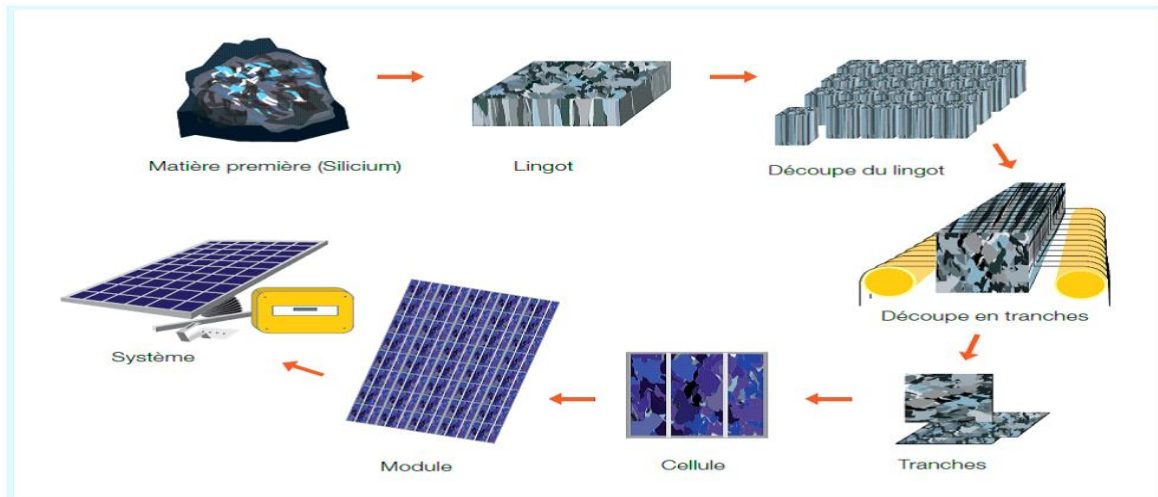 Matière première (Silicium)
Lingot
Découpe du lingot
Découpe en tranches
Tranches
Cellule
Module
Système